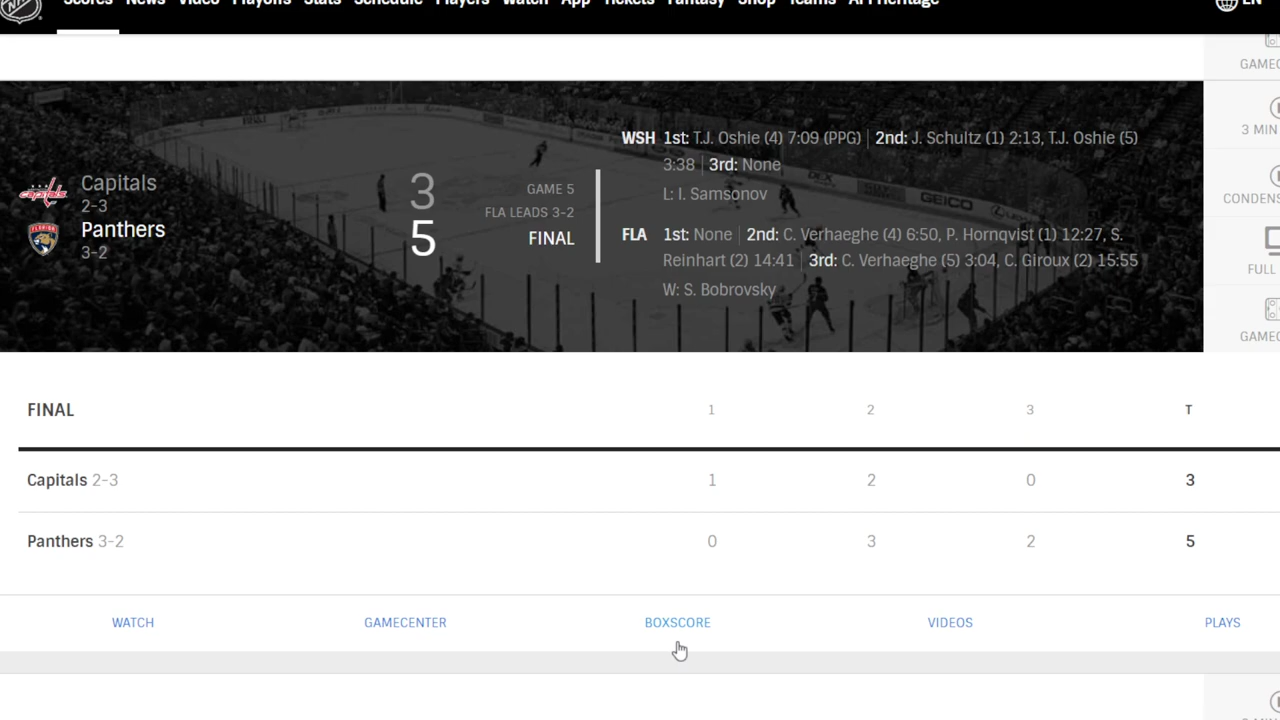 Scores News Video Playoffs Stats Schedule Players Watch App Tickets Fantasy Shop Teams All Heritage
EN
GAMEC
3 MIN
CONDENS
FULL
GAMEC
Capitals
2-3
Panthers
3-2
3
5
GAME 5
FLA LEADS 3-2
FINAL
WSH 1st: T.J. Oshie (4) 7:09 (PPG) | 2nd: J. Schultz (1) 2:13, T.J. Oshie (5)
3:38 | 3rd: None
L: I. Samsonov
FLA 1st: None | 2nd: C. Verhaeghe (4) 6:50, P. Hornqvist (1) 12:27, S.
Reinhart (2) 14:41 | 3rd: C. Verhaeghe (5) 3:04, C. Giroux (2) 15:55
W: S. Bobrovsky
GEICO
FINAL 1 2 3 T
Capitals 2-3 1 2 0 3
Panthers 3-2 0 3 2 5
WATCH GAMECENTER BOXSCORE VIDEOS PLAYS